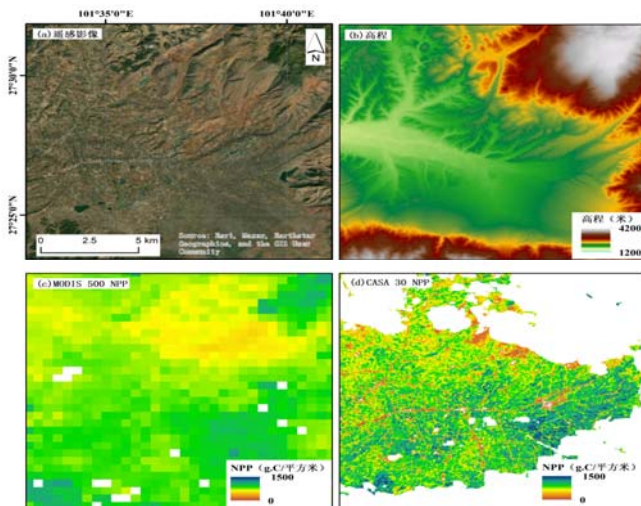 101°35′0″E
101°40′0″E
27°30′0″N
27°25′0″N
(a)遥感影像
N
Source: Esri, Maxar, Earthstar
Geographics, and the GIS User
Community
0 2.5 5 km
(b)高程
高程(米)
4200
1200
(c)MODIS 500 NPP
NPP(g.C/平方米)
1500
0
(d)CASA 30 NPP
NPP(g.C/平方米)
1500
0